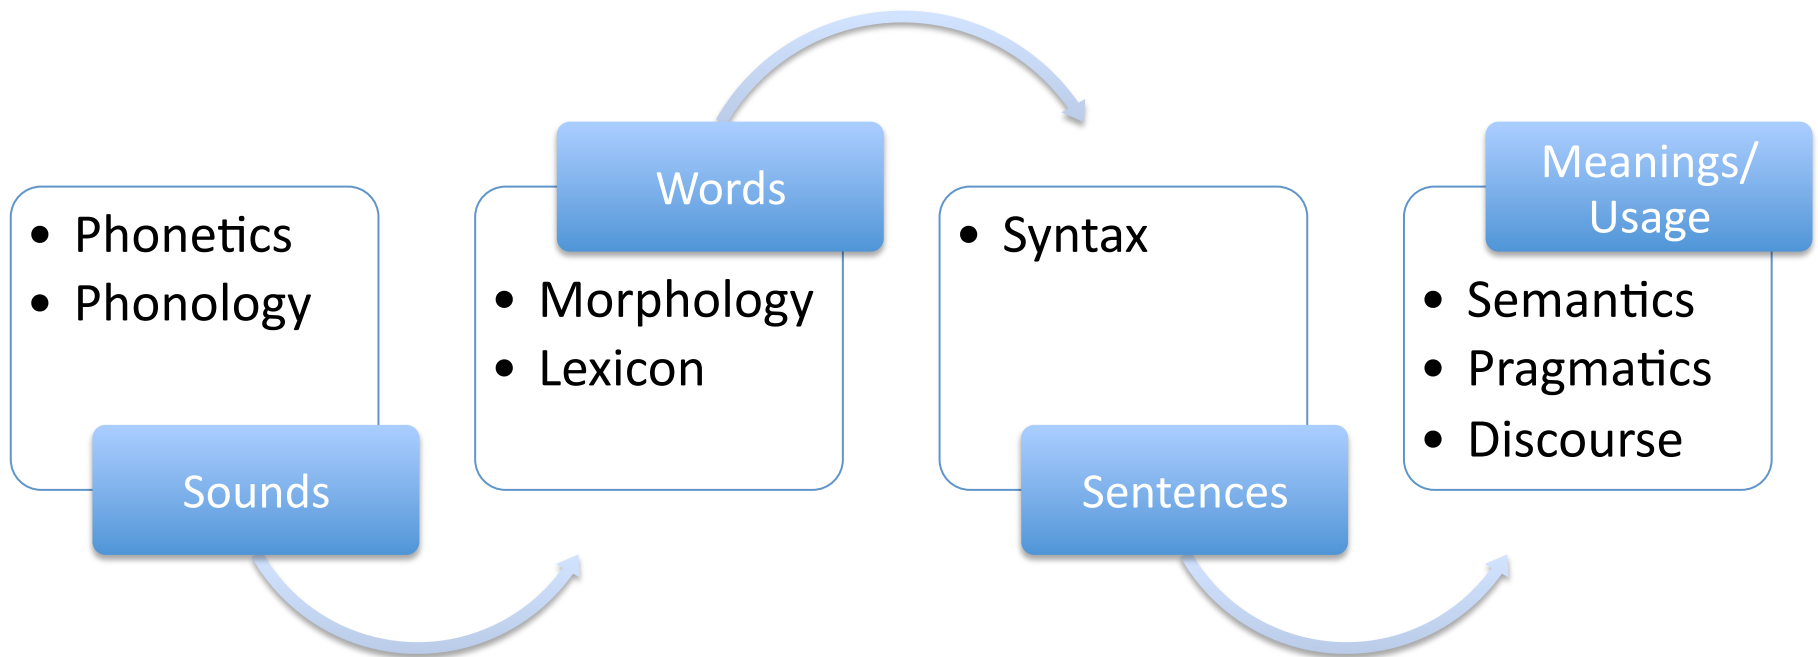 • Phonetics
• Phonology
Sounds
Words
• Morphology
• Lexicon
• Syntax
Sentences
Meanings/
Usage
• Semantics
• Pragmatics
• Discourse